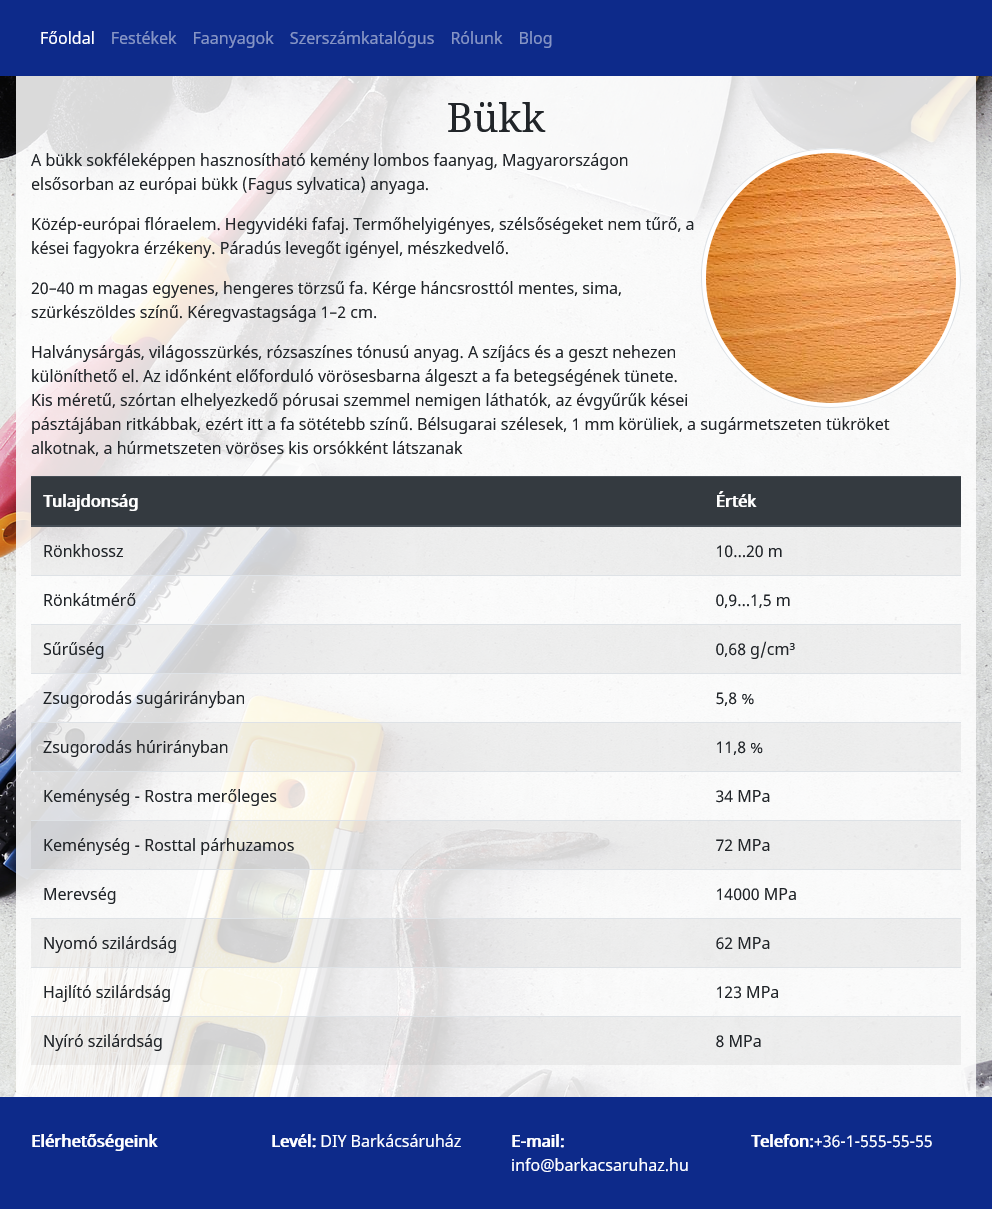 Főoldal Festékek Faanyagok Szerszámkatalógus Rólunk Blog
Bükk
A bükk sokféleképpen hasznosítható kemény lombos faanyag, Magyarországon
elsősorban az európai bükk (Fagus sylvatica) anyaga.
Közép-európai flóraelem. Hegyvidéki fafaj. Termőhelyigényes, szélsőségeket nem tűrő, a
kései fagyokra érzékeny. Páradús levegőt igényel, mészkedvelő.
20–40 m magas egyenes, hengeres törzsű fa. Kérge háncsrosttól mentes, sima,
szürkészöldes színű. Kéregvastagsága 1–2 cm.
Halványsárgás, világosszürkés, rózsaszínes tónusú anyag. A szíjács és a geszt nehezen
különíthető el. Az időnként előforduló vörösesbarna álgeszt a fa betegségének tünete.
Kis méretű, szórtan elhelyezkedő pórusai szemmel nemigen láthatók, az évgyűrűk kései
pásztájában ritkábbak, ezért itt a fa sötétebb színű. Bélsugarai szélesek, 1 mm körüliek, a sugármetszeten tükröket
alkotnak, a húrmetszeten vöröses kis orsókként látszanak
Tulajdonság Érték
Rönkhossz 10...20 m
Rönkátmérő 0,9...1,5 m
Sűrűség 0,68 g/cm³
Zsugorodás sugárirányban 5,8 %
Zsugorodás húrirányban 11,8 %
Keménység - Rostra merőleges 34 MPa
Keménység - Rosttal párhuzamos 72 MPa
Merevség 14000 MPa
Nyomó szilárdság 62 MPa
Hajlító szilárdság 123 MPa
Nyíró szilárdság 8 MPa
Elérhetőségeink Levél: DIY Barkácsáruház E-mail: Telefon:+36-1-555-55-55
info@barkacsaruhaz.hu